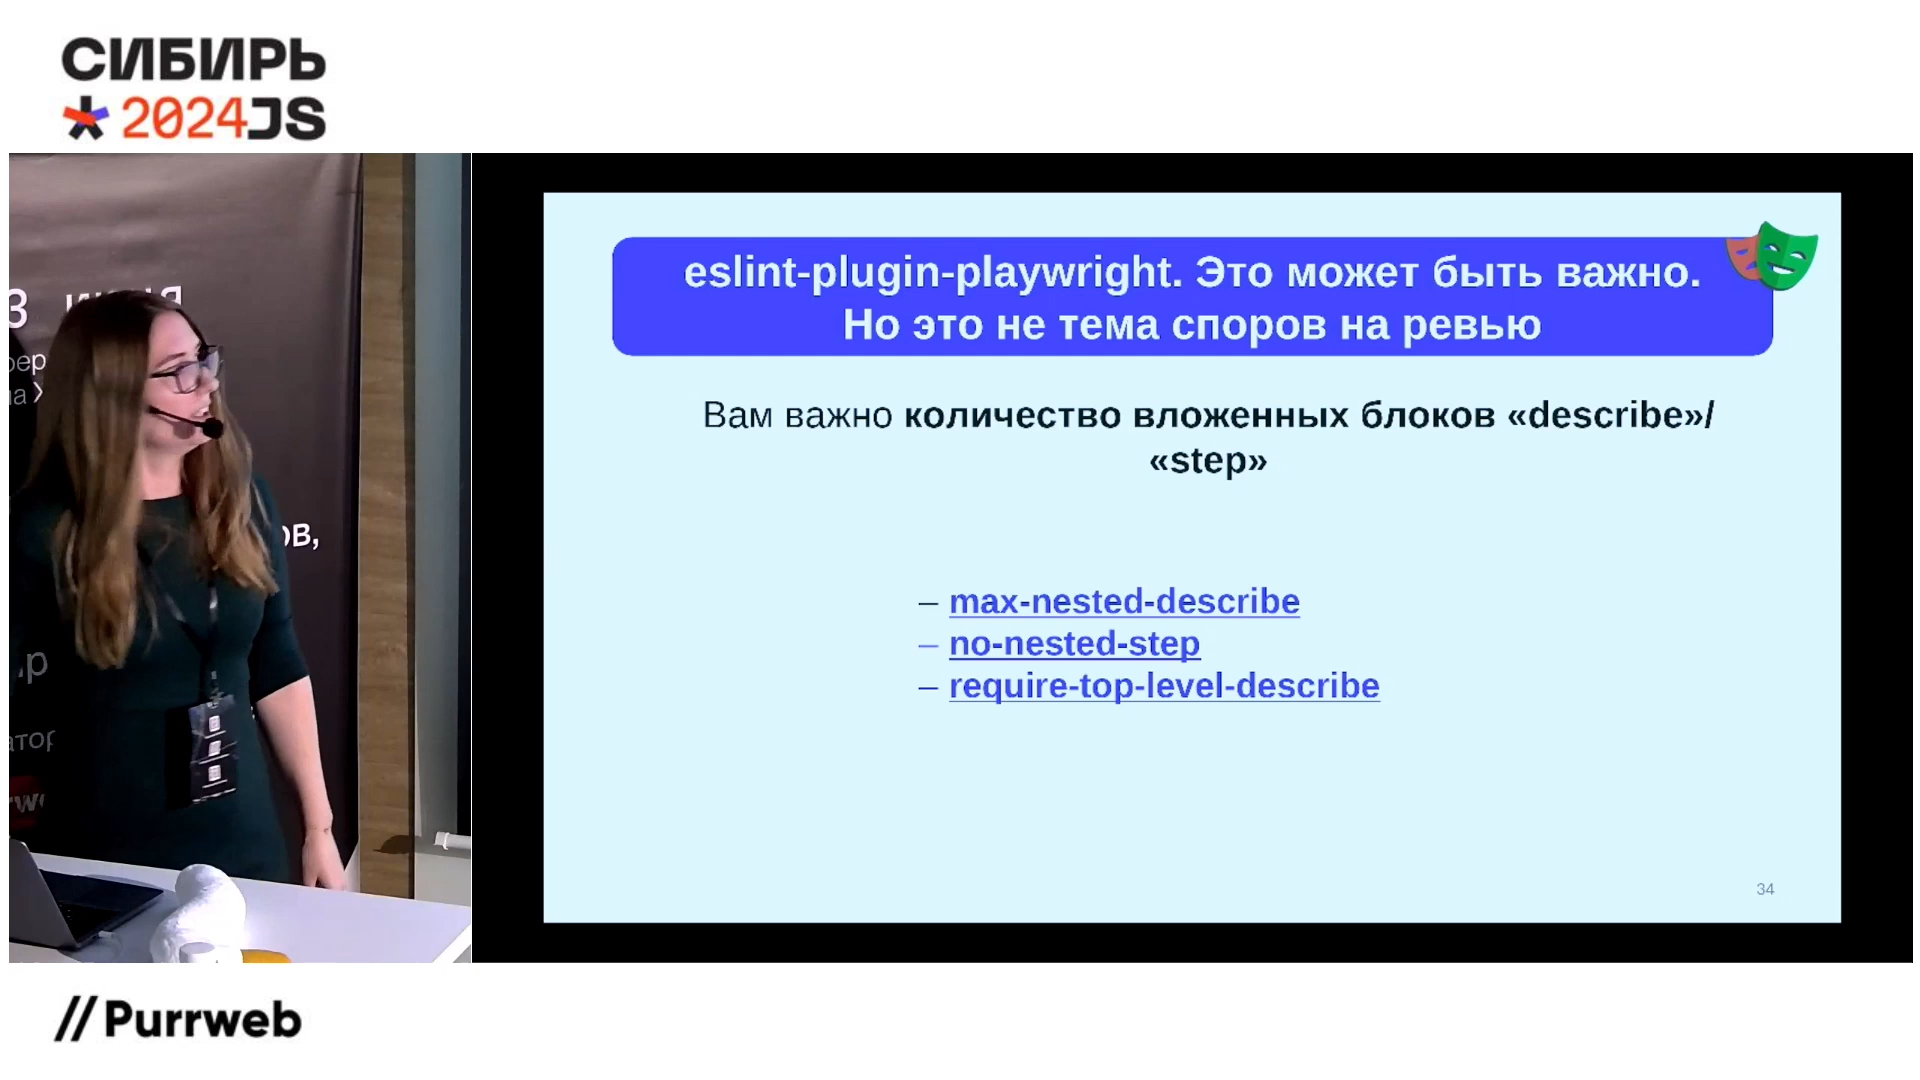 СИБИРЬ
2024JS
eslint-plugin-playwright. Это может быть важно.
Но это не тема споров на ревью
Вам важно количество вложенных блоков «describe»/
«step»
– max-nested-describe
– no-nested-step
– require-top-level-describe
34
//Purrweb